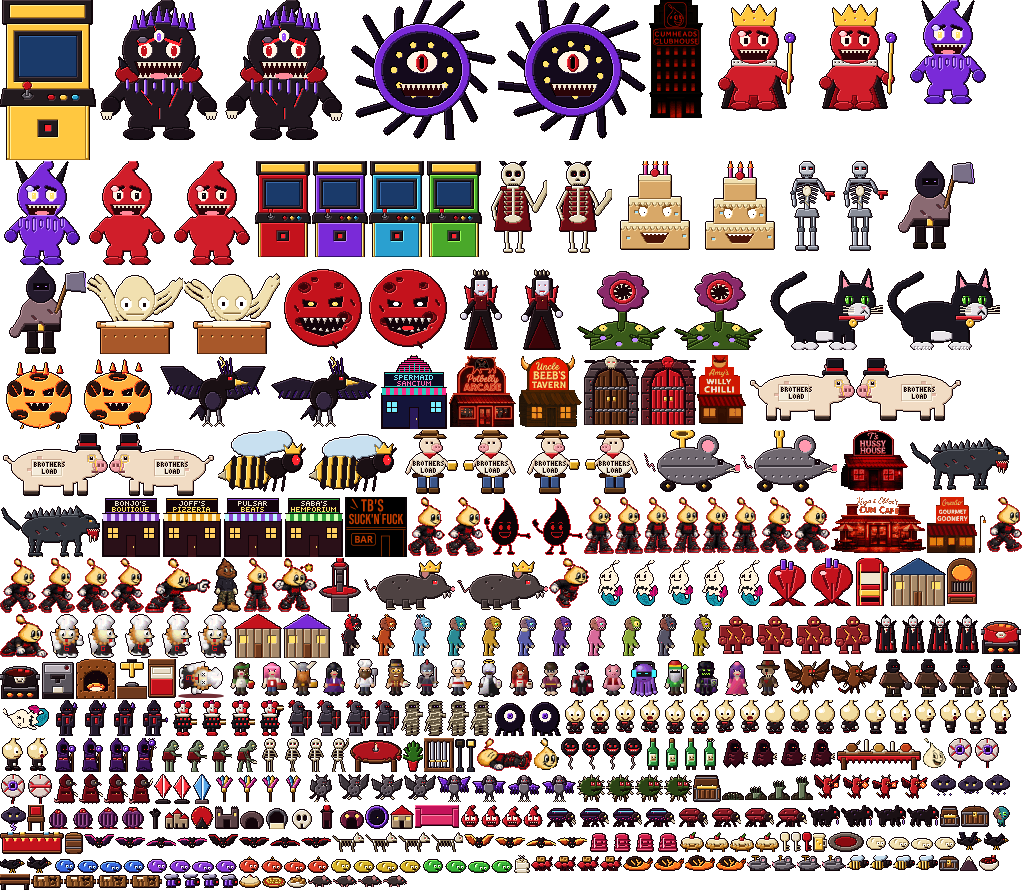 CUMHEADS
CLUBHOUSE
SPERMAID
SANCTUM
Potbelly
ARCADE
Uncle
BEEB'S
TAVERN
Amy's
WILLY
CHILLI
BROTHERS
LOAD
BROTHERS
LOAD
BROTHERS
LOAD
BROTHERS
LOAD
BROTHERS
LOAD
BROTHERS
LOAD
BROTHERS
LOAD
BROTHERS
LOAD
T's
HUSSY
HOUSE
BONJO'S
BOUTIQUE
JOFF'S
PIZZERIA
PULSAR
BEATS
SABA'S
HEMPORIUM
TB'S
SUCK'N FUCK
BAR
CUM CAFE
GOURMET
GOONERY